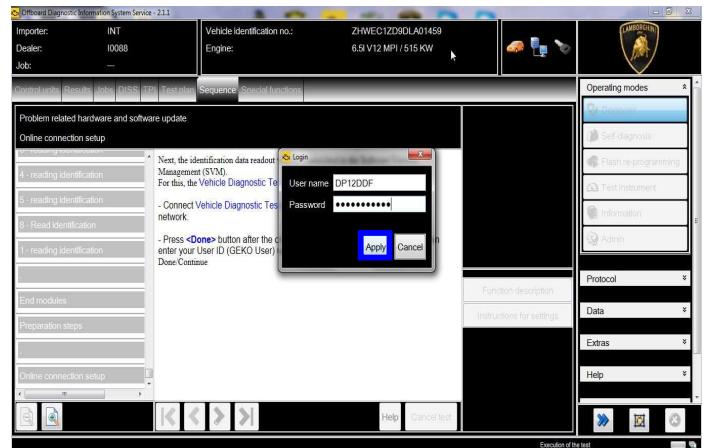 Offboard Diagnostic Information System Service - 2.1.1
Importer: INT
Dealer: I0088
Job: ---
Vehicle identification no.: ZHWEC1ZD9DLA01459
Engine: 6.5l V12 MPI / 515 KW
LAMBORGHINI
Control units Results Jobs DISS TPI Test plan Sequence Special functions
Problem related hardware and software update
Online connection setup
4 - reading identification
5 - reading identification
8 - Read identification
1 - reading identification
.
End modules
Preparation steps
.
Online connection setup
Next, the identification data readout
Management (SVM).
For this, the Vehicle Diagnostic Te
- Connect Vehicle Diagnostic Tes
network.
- Press <Done> button after the
enter your User ID (GEKO User)
Done/Continue
Login
User name DP12DDF
Password ●●●●●●●●●●●
Apply Cancel
Function description
Instructions for settings
Help Cancel test
Operating modes
Diagnosis
Self-diagnosis
Flash re-programming
Test Instrument
Information
Admin
Protocol
Data
Extras
Help
Execution of the test